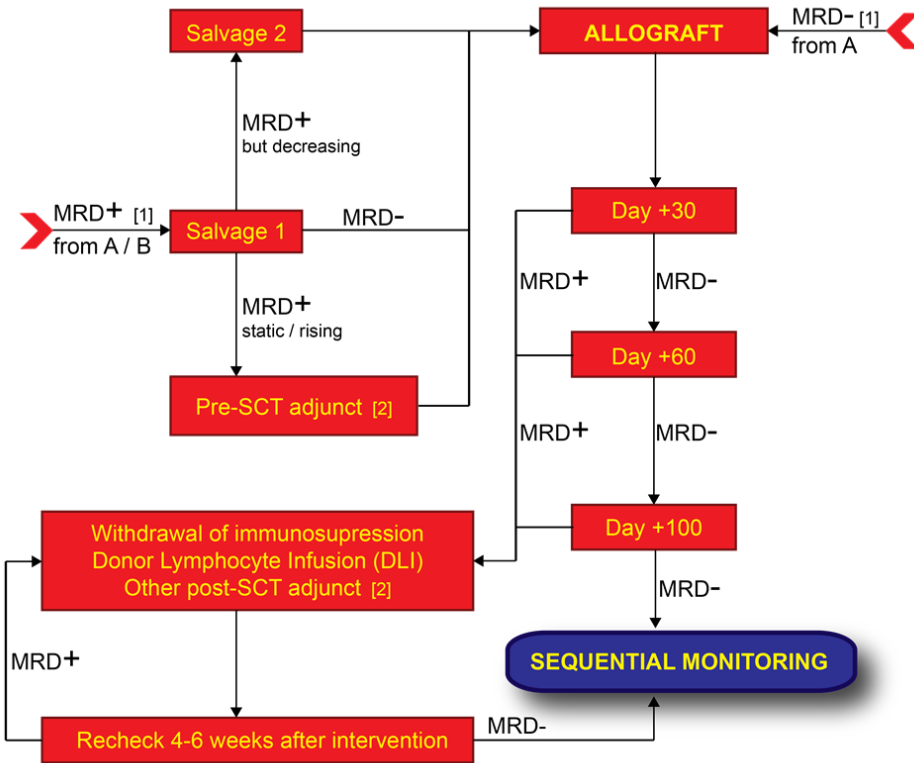 Salvage 2
ALLOGRAFT
MRD- [1]
from A
MRD+
but decreasing
MRD+ [1]
from A / B
Salvage 1
MRD-
Day +30
MRD+
static / rising
MRD+
MRD-
Day +60
Pre-SCT adjunct [2]
MRD+
MRD-
Day +100
Withdrawal of immunosupression
Donor Lymphocyte Infusion (DLI)
Other post-SCT adjunct [2]
MRD-
MRD+
SEQUENTIAL MONITORING
Recheck 4-6 weeks after intervention
MRD-